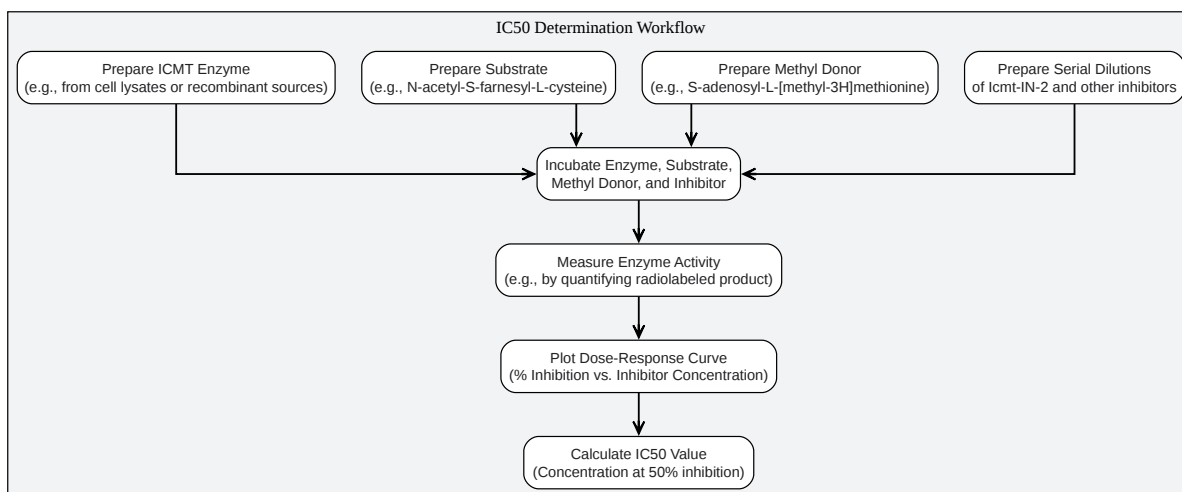 IC50 Determination Workflow
Prepare ICMT Enzyme
(e.g., from cell lysates or recombinant sources)
Prepare Substrate
(e.g., N-acetyl-S-farnesyl-L-cysteine)
Prepare Methyl Donor
(e.g., S-adenosyl-L-[methyl-3H]methionine)
Prepare Serial Dilutions
of Icmt-IN-2 and other inhibitors
Incubate Enzyme, Substrate,
Methyl Donor, and Inhibitor
Measure Enzyme Activity
(e.g., by quantifying radiolabeled product)
Plot Dose-Response Curve
(% Inhibition vs. Inhibitor Concentration)
Calculate IC50 Value
(Concentration at 50% inhibition)